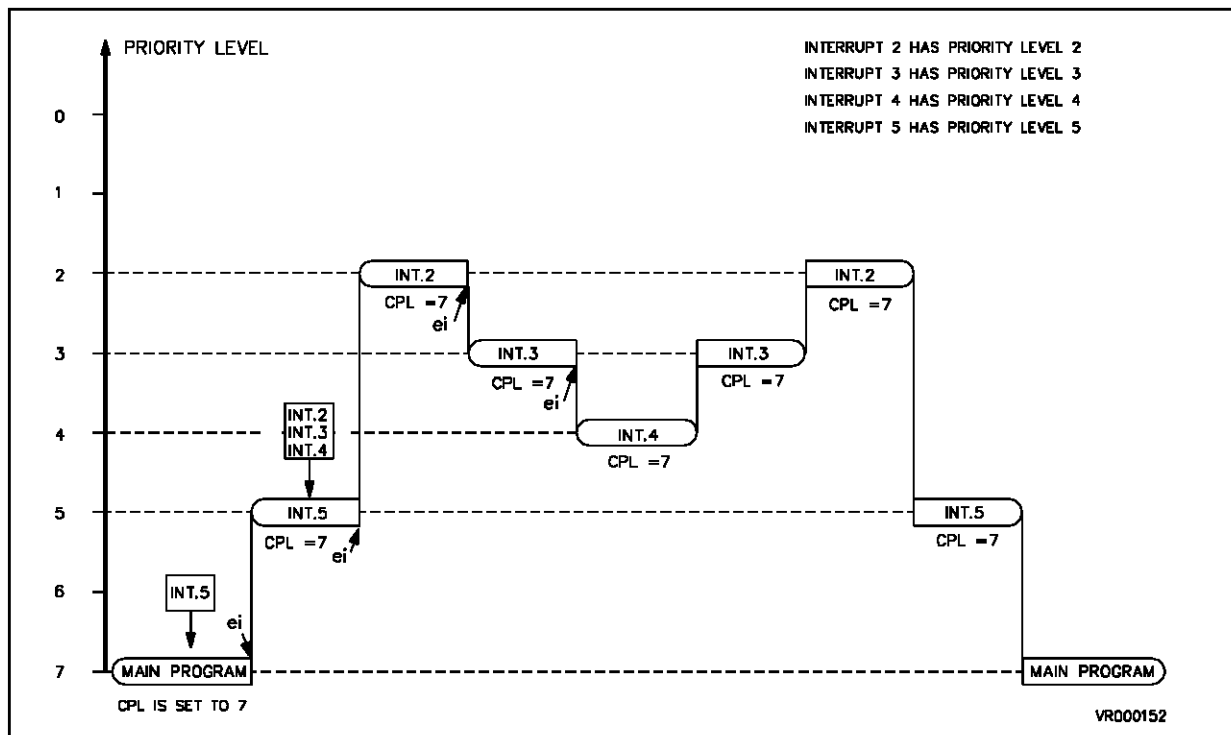 PRIORITY LEVEL
INTERRUPT 2 HAS PRIORITY LEVEL 2
INTERRUPT 3 HAS PRIORITY LEVEL 3
INTERRUPT 4 HAS PRIORITY LEVEL 4
INTERRUPT 5 HAS PRIORITY LEVEL 5
0
1
2
INT.2
CPL =7
ei
INT.2
CPL =7
3
INT.3
CPL =7
ei
INT.3
CPL =7
INT.2
INT.3
INT.4
4
INT.4
CPL =7
5
INT.5
CPL =7
ei
INT.5
CPL =7
6
INT.5
ei
7
MAIN PROGRAM
MAIN PROGRAM
CPL IS SET TO 7
VR000152